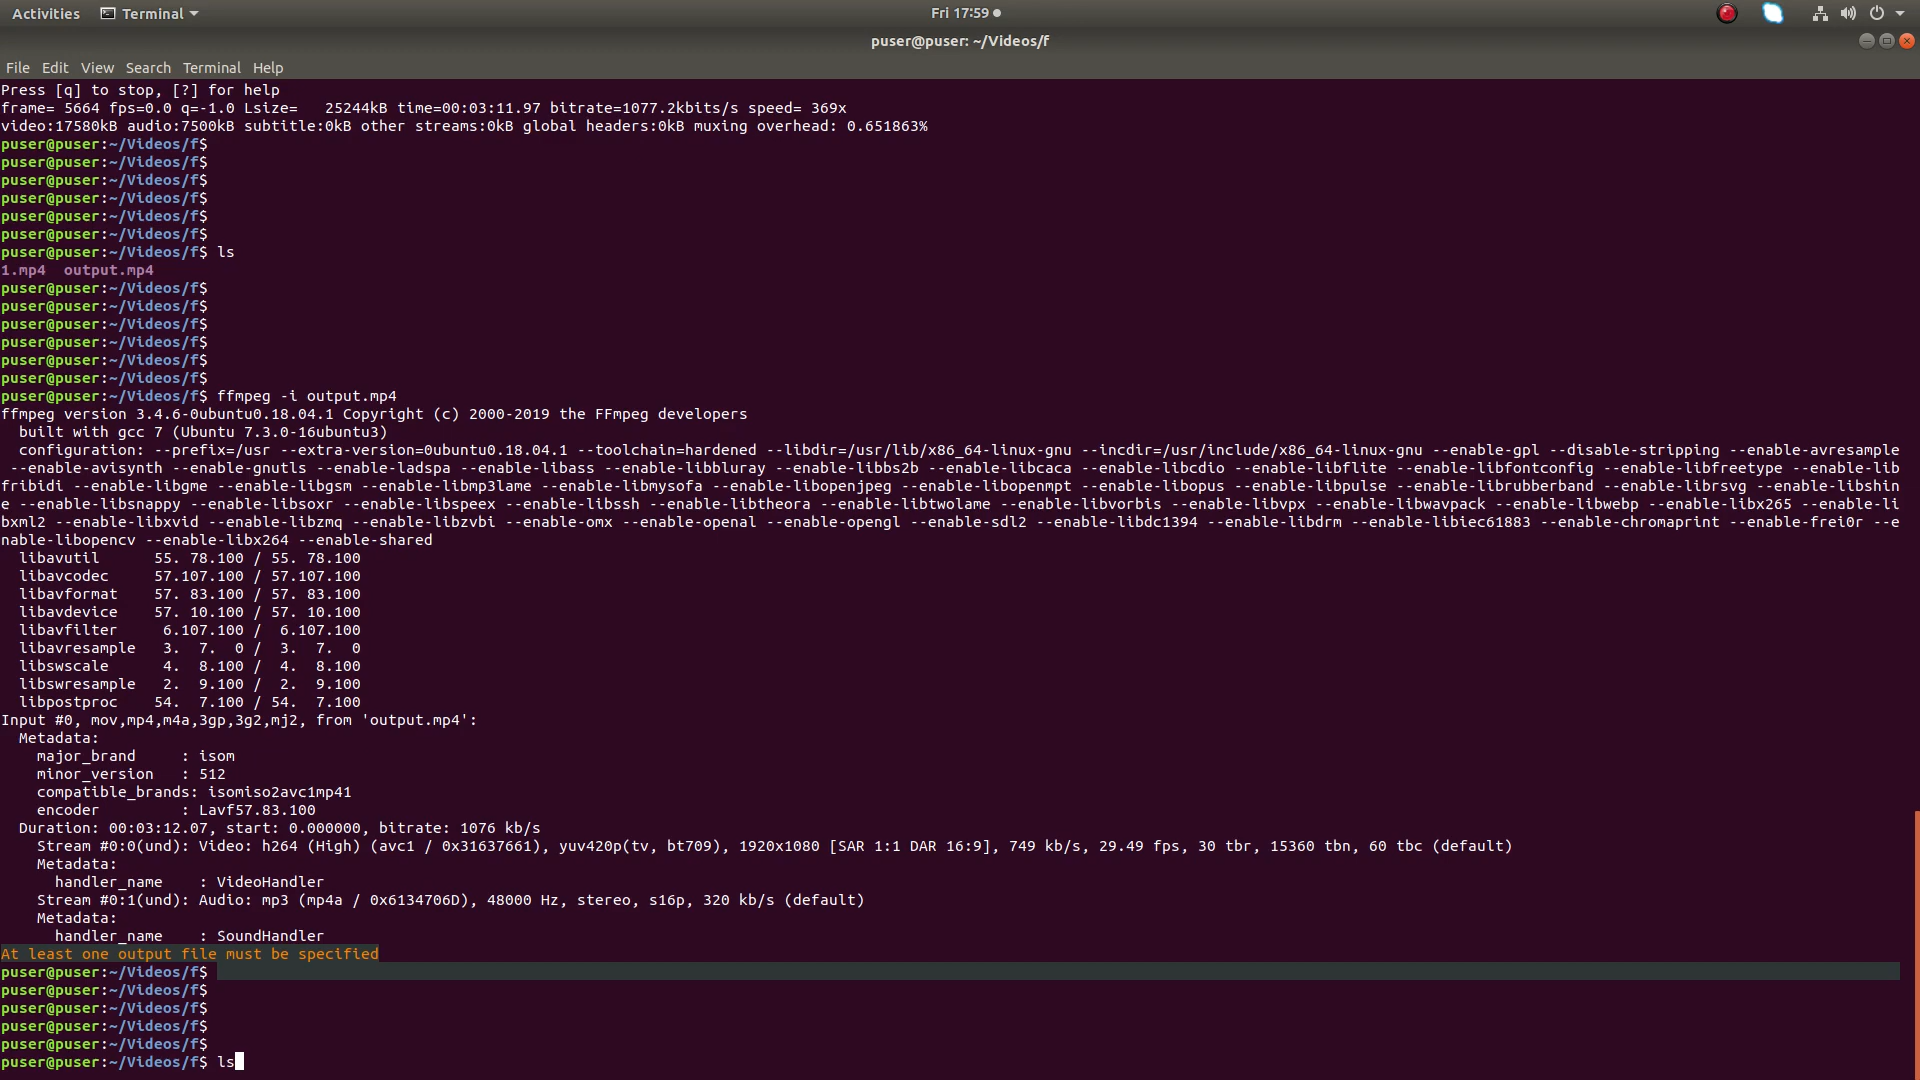 Activities Terminal Fri 17:59
puser@puser: ~/Videos/f
File Edit View Search Terminal Help
Press [q] to stop, [?] for help
frame= 5664 fps=0.0 q=-1.0 Lsize=   25244kB time=00:03:11.97 bitrate=1077.2kbits/s speed= 369x
video:17580kB audio:7500kB subtitle:0kB other streams:0kB global headers:0kB muxing overhead: 0.651863%
puser@puser:~/Videos/f$
puser@puser:~/Videos/f$
puser@puser:~/Videos/f$
puser@puser:~/Videos/f$
puser@puser:~/Videos/f$
puser@puser:~/Videos/f$
puser@puser:~/Videos/f$ ls
1.mp4  output.mp4
puser@puser:~/Videos/f$
puser@puser:~/Videos/f$
puser@puser:~/Videos/f$
puser@puser:~/Videos/f$
puser@puser:~/Videos/f$
puser@puser:~/Videos/f$
puser@puser:~/Videos/f$ ffmpeg -i output.mp4
ffmpeg version 3.4.6-0ubuntu0.18.04.1 Copyright (c) 2000-2019 the FFmpeg developers
  built with gcc 7 (Ubuntu 7.3.0-16ubuntu3)
  configuration: --prefix=/usr --extra-version=0ubuntu0.18.04.1 --toolchain=hardened --libdir=/usr/lib/x86_64-linux-gnu --incdir=/usr/include/x86_64-linux-gnu --enable-gpl --disable-stripping --enable-avresample
 --enable-avisynth --enable-gnutls --enable-ladspa --enable-libass --enable-libbluray --enable-libbs2b --enable-libcaca --enable-libcdio --enable-libflite --enable-libfontconfig --enable-libfreetype --enable-lib
fribidi --enable-libgme --enable-libgsm --enable-libmp3lame --enable-libmysofa --enable-libopenjpeg --enable-libopenmpt --enable-libopus --enable-libpulse --enable-librubberband --enable-librsvg --enable-libshin
e --enable-libsnappy --enable-libsoxr --enable-libspeex --enable-libssh --enable-libtheora --enable-libtwolame --enable-libvorbis --enable-libvpx --enable-libwavpack --enable-libwebp --enable-libx265 --enable-li
bxml2 --enable-libxvid --enable-libzmq --enable-libzvbi --enable-omx --enable-openal --enable-opengl --enable-sdl2 --enable-libdc1394 --enable-libdrm --enable-libiec61883 --enable-chromaprint --enable-frei0r --e
nable-libopencv --enable-libx264 --enable-shared
  libavutil      55. 78.100 / 55. 78.100
  libavcodec     57.107.100 / 57.107.100
  libavformat    57. 83.100 / 57. 83.100
  libavdevice    57. 10.100 / 57. 10.100
  libavfilter     6.107.100 /  6.107.100
  libavresample   3.  7.  0 /  3.  7.  0
  libswscale      4.  8.100 /  4.  8.100
  libswresample   2.  9.100 /  2.  9.100
  libpostproc    54.  7.100 / 54.  7.100
Input #0, mov,mp4,m4a,3gp,3g2,mj2, from 'output.mp4':
  Metadata:
    major_brand     : isom
    minor_version   : 512
    compatible_brands: isomiso2avc1mp41
    encoder         : Lavf57.83.100
  Duration: 00:03:12.07, start: 0.000000, bitrate: 1076 kb/s
    Stream #0:0(und): Video: h264 (High) (avc1 / 0x31637661), yuv420p(tv, bt709), 1920x1080 [SAR 1:1 DAR 16:9], 749 kb/s, 29.49 fps, 30 tbr, 15360 tbn, 60 tbc (default)
    Metadata:
      handler_name    : VideoHandler
    Stream #0:1(und): Audio: mp3 (mp4a / 0x6134706D), 48000 Hz, stereo, s16p, 320 kb/s (default)
    Metadata:
      handler_name    : SoundHandler
At least one output file must be specified
puser@puser:~/Videos/f$
puser@puser:~/Videos/f$
puser@puser:~/Videos/f$
puser@puser:~/Videos/f$
puser@puser:~/Videos/f$
puser@puser:~/Videos/f$ ls